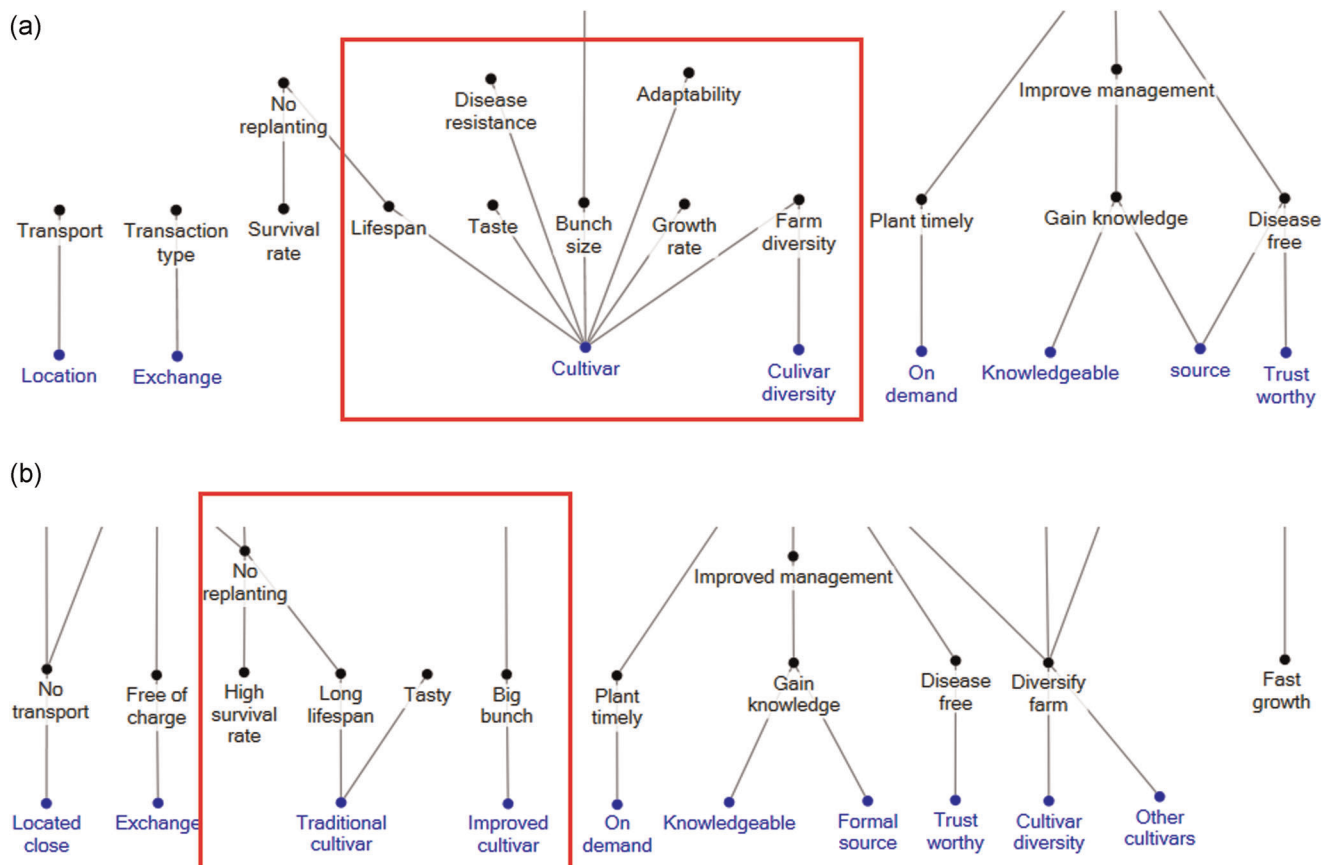 (a)
No
replanting
Disease
resistance
Adaptability
Improve management
Transport
Transaction
type
Survival
rate
Lifespan
Taste
Bunch
size
Growth
rate
Farm
diversity
Plant timely
Gain knowledge
Disease
free
Location
Exchange
Cultivar
Culivar
diversity
On
demand
Knowledgeable
source
Trust
worthy
(b)
No
replanting
Improved management
No
transport
Free of
charge
High
survival
rate
Long
lifespan
Tasty
Big
bunch
Plant
timely
Gain
knowledge
Disease
free
Diversify
farm
Fast
growth
Located
close
Exchange
Traditional
cultivar
Improved
cultivar
On
demand
Knowledgeable
Formal
source
Trust
worthy
Cultivar
diversity
Other
cultivars